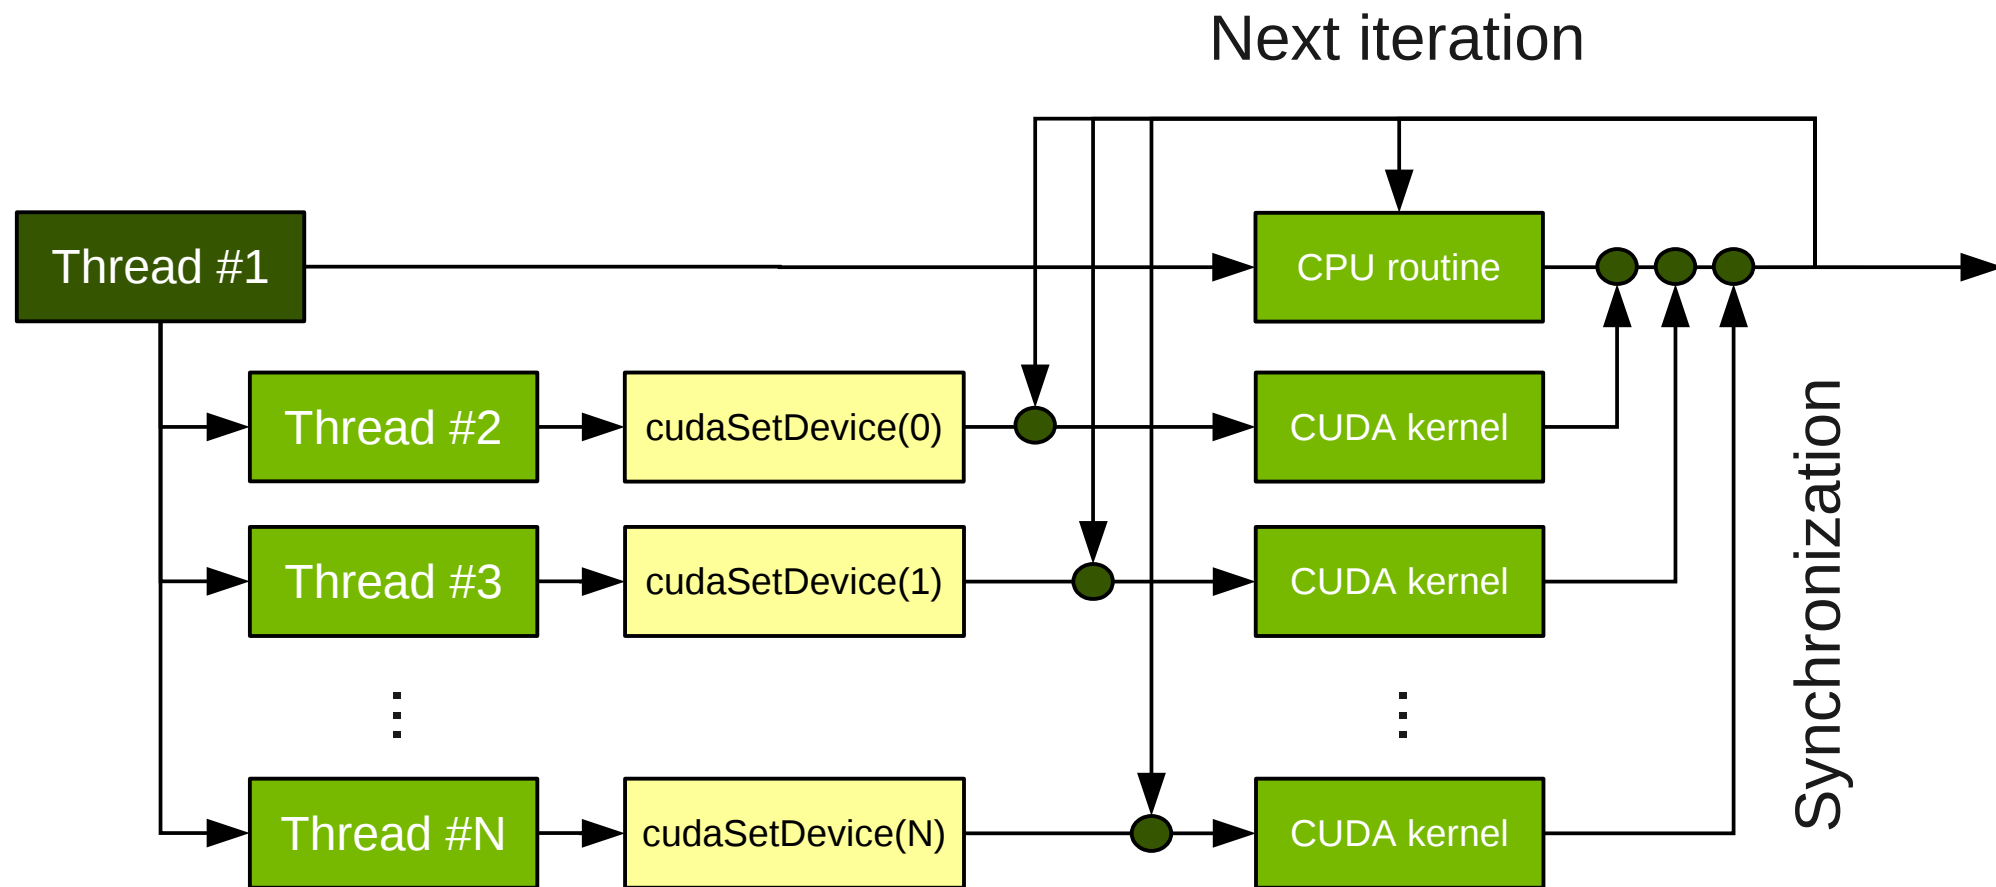 Next iteration
Thread #1
CPU routine
Thread #2
cudaSetDevice(0)
CUDA kernel
Thread #3
cudaSetDevice(1)
CUDA kernel
Synchronization
Thread #N
cudaSetDevice(N)
CUDA kernel